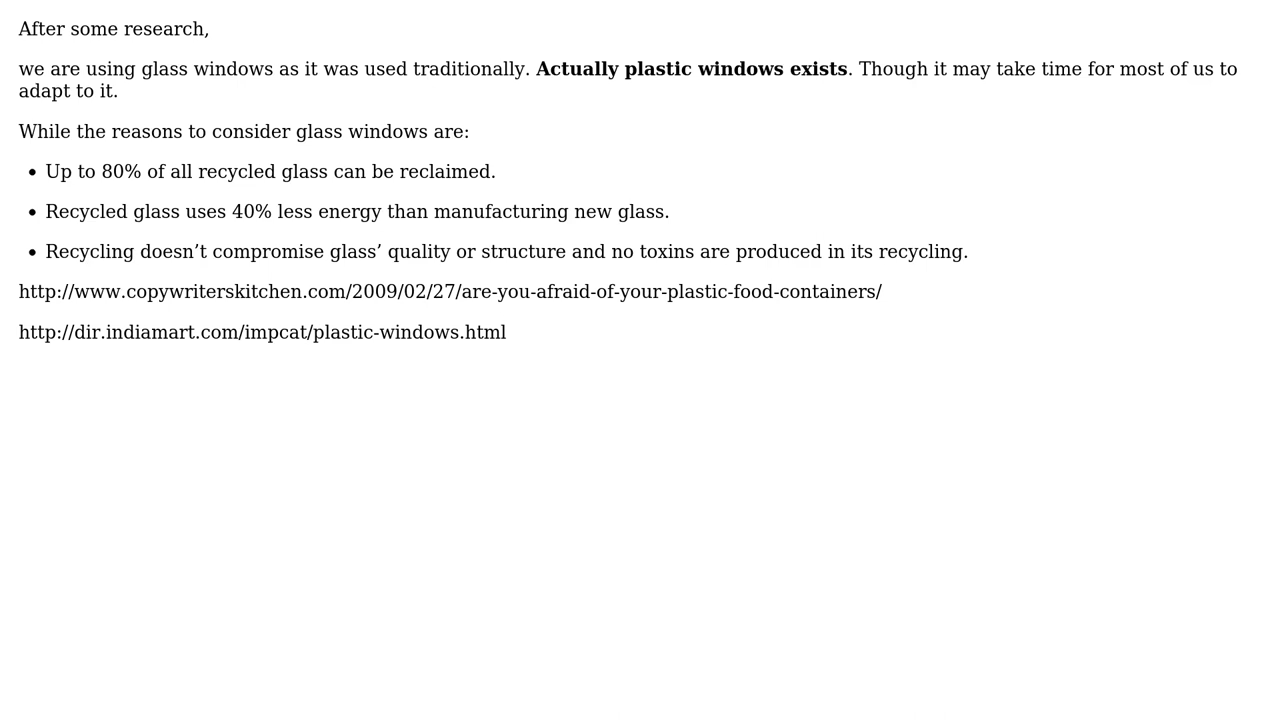 After some research,
we are using glass windows as it was used traditionally. Actually plastic windows exists. Though it may take time for most of us to
adapt to it.
While the reasons to consider glass windows are:
• Up to 80% of all recycled glass can be reclaimed.
• Recycled glass uses 40% less energy than manufacturing new glass.
• Recycling doesn’t compromise glass’ quality or structure and no toxins are produced in its recycling.
http://www.copywriterskitchen.com/2009/02/27/are-you-afraid-of-your-plastic-food-containers/
http://dir.indiamart.com/impcat/plastic-windows.html